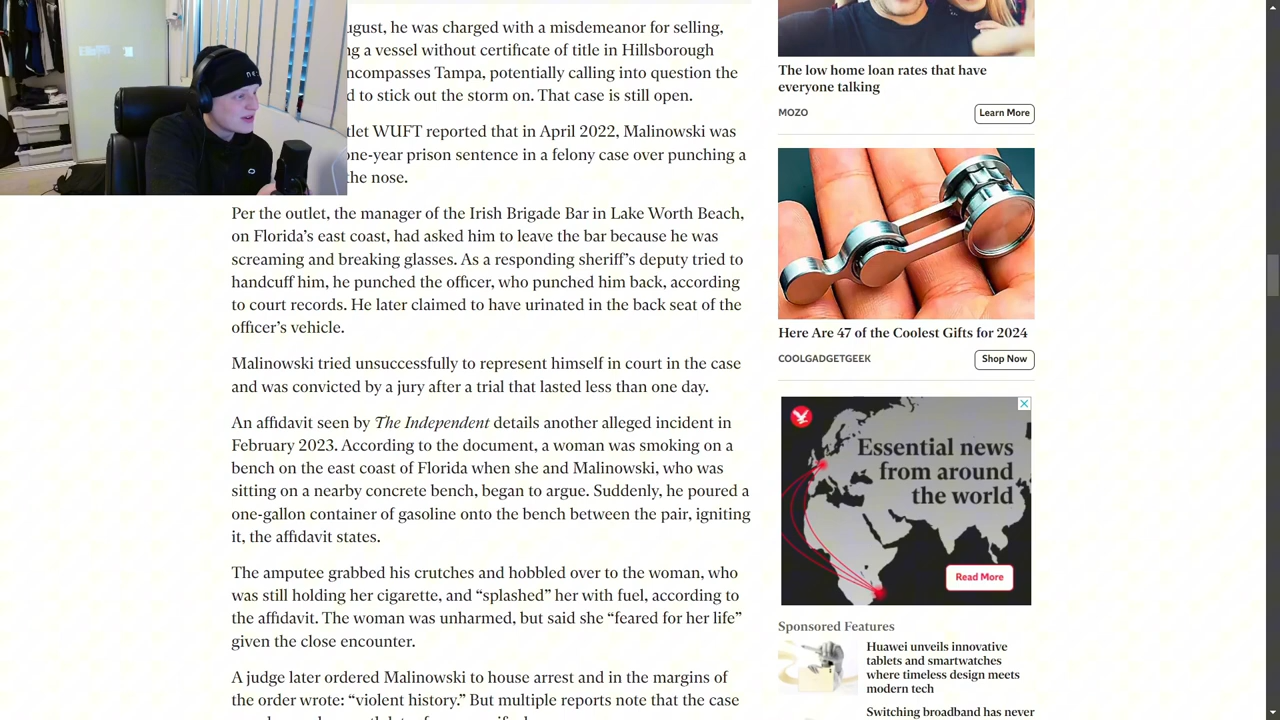 ugust, he was charged with a misdemeanor for selling,
ng a vessel without certificate of title in Hillsborough
ncompasses Tampa, potentially calling into question the
d to stick out the storm on. That case is still open.
tlet WUFT reported that in April 2022, Malinowski was
one-year prison sentence in a felony case over punching a
the nose.
Per the outlet, the manager of the Irish Brigade Bar in Lake Worth Beach,
on Florida’s east coast, had asked him to leave the bar because he was
screaming and breaking glasses. As a responding sheriff’s deputy tried to
handcuff him, he punched the officer, who punched him back, according
to court records. He later claimed to have urinated in the back seat of the
officer’s vehicle.
Malinowski tried unsuccessfully to represent himself in court in the case
and was convicted by a jury after a trial that lasted less than one day.
An affidavit seen by The Independent details another alleged incident in
February 2023. According to the document, a woman was smoking on a
bench on the east coast of Florida when she and Malinowski, who was
sitting on a nearby concrete bench, began to argue. Suddenly, he poured a
one-gallon container of gasoline onto the bench between the pair, igniting
it, the affidavit states.
The amputee grabbed his crutches and hobbled over to the woman, who
was still holding her cigarette, and “splashed” her with fuel, according to
the affidavit. The woman was unharmed, but said she “feared for her life”
given the close encounter.
A judge later ordered Malinowski to house arrest and in the margins of
the order wrote: “violent history.” But multiple reports note that the case
The low home loan rates that have
everyone talking
MOZO
Learn More
Here Are 47 of the Coolest Gifts for 2024
COOLGADGETGEEK
Shop Now
Essential news
from around
the world
Read More
Sponsored Features
Huawei unveils innovative
tablets and smartwatches
where timeless design meets
modern tech
Switching broadband has never